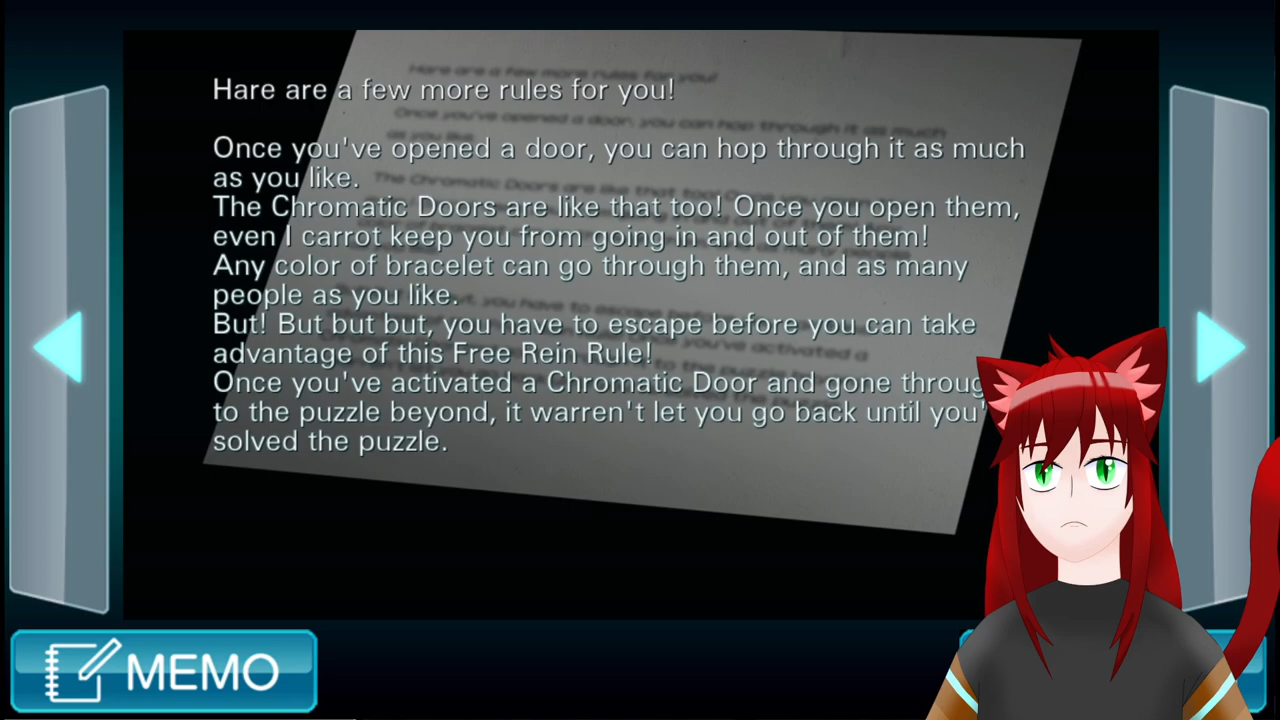 Hare are a few more rules for you!
Once you've opened a door, you can hop through it as much
as you like.
The Chromatic Doors are like that too! Once you open them,
even I carrot keep you from going in and out of them!
Any color of bracelet can go through them, and as many
people as you like.
But! But but but, you have to escape before you can take
advantage of this Free Rein Rule!
Once you've activated a Chromatic Door and gone
to the puzzle beyond, it warren't let you go back until
solved the puzzle.
MEMO